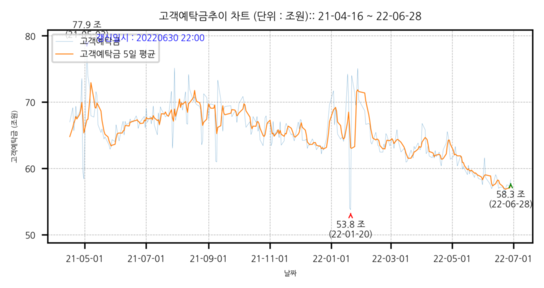 고객예탁금추이 차트 (단위 : 조원):: 21-04-16 ~ 22-06-28
77.9 조
갱신일시 : 20220630 22:00
고객예탁금
고객예탁금 5일 평균
고객예탁금 (조원)
80
70
60
50
58.3 조
(22-06-28)
53.8 조
(22-01-20)
21-05-01
21-07-01
21-09-01
21-11-01
22-01-01
22-03-01
22-05-01
22-07-01
날짜